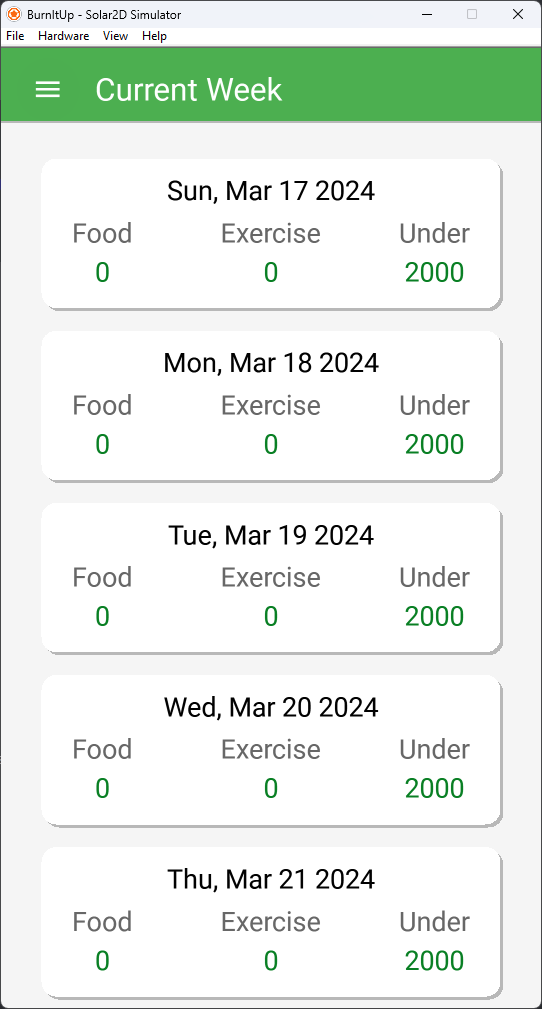 BurnItUp - Solar2D Simulator
File Hardware View Help
Current Week
Sun, Mar 17 2024
Food Exercise Under
0 0 2000
Mon, Mar 18 2024
Food Exercise Under
0 0 2000
Tue, Mar 19 2024
Food Exercise Under
0 0 2000
Wed, Mar 20 2024
Food Exercise Under
0 0 2000
Thu, Mar 21 2024
Food Exercise Under
0 0 2000